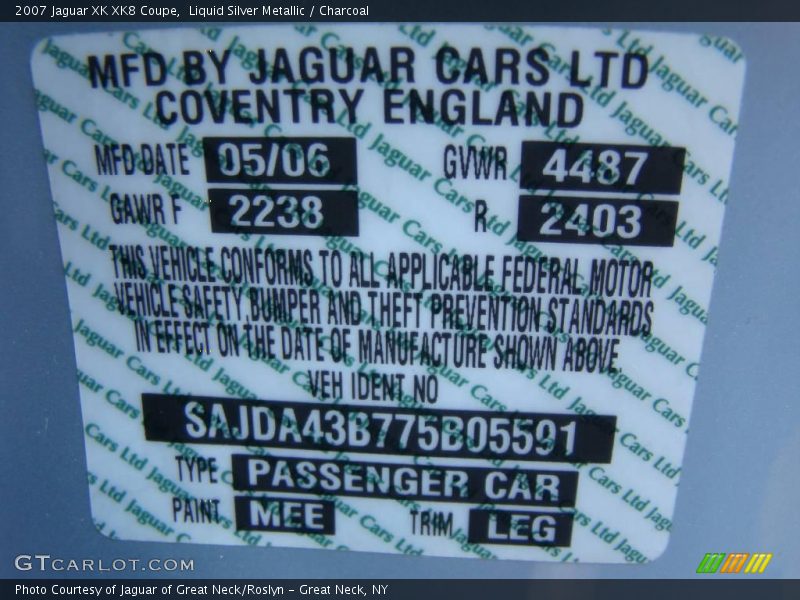 2007 Jaguar XK XK8 Coupe,  Liquid Silver Metallic / Charcoal
MFD BY JAGUAR CARS LTD
COVENTRY ENGLAND
MFD DATE 05/06 GVWR 4487
GAWR F 2238 R 2403
THIS VEHICLE CONFORMS TO ALL APPLICABLE FEDERAL MOTOR
VEHICLE SAFETY, BUMPER AND THEFT PREVENTION STANDARDS
IN EFFECT ON THE DATE OF MANUFACTURE SHOWN ABOVE.
VEH IDENT NO
SAJDA43B775B05591
TYPE PASSENGER CAR
PAINT MEE TRIM LEG
GTCARLOT.COM
Photo Courtesy of Jaguar of Great Neck/Roslyn - Great Neck, NY